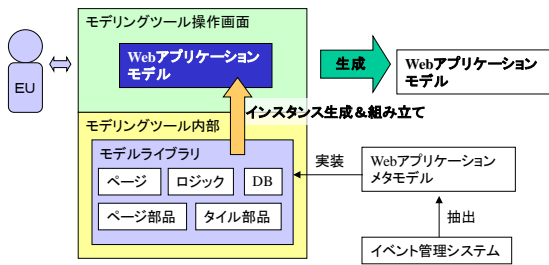 モデリングツール操作画面
Webアプリケーション
モデル
生成
Webアプリケーション
モデル
EU
インスタンス生成&組み立て
モデリングツール内部
モデルライブラリ
ページ
ロジック
DB
ページ部品
タイル部品
実装
Webアプリケーション
メタモデル
抽出
イベント管理システム